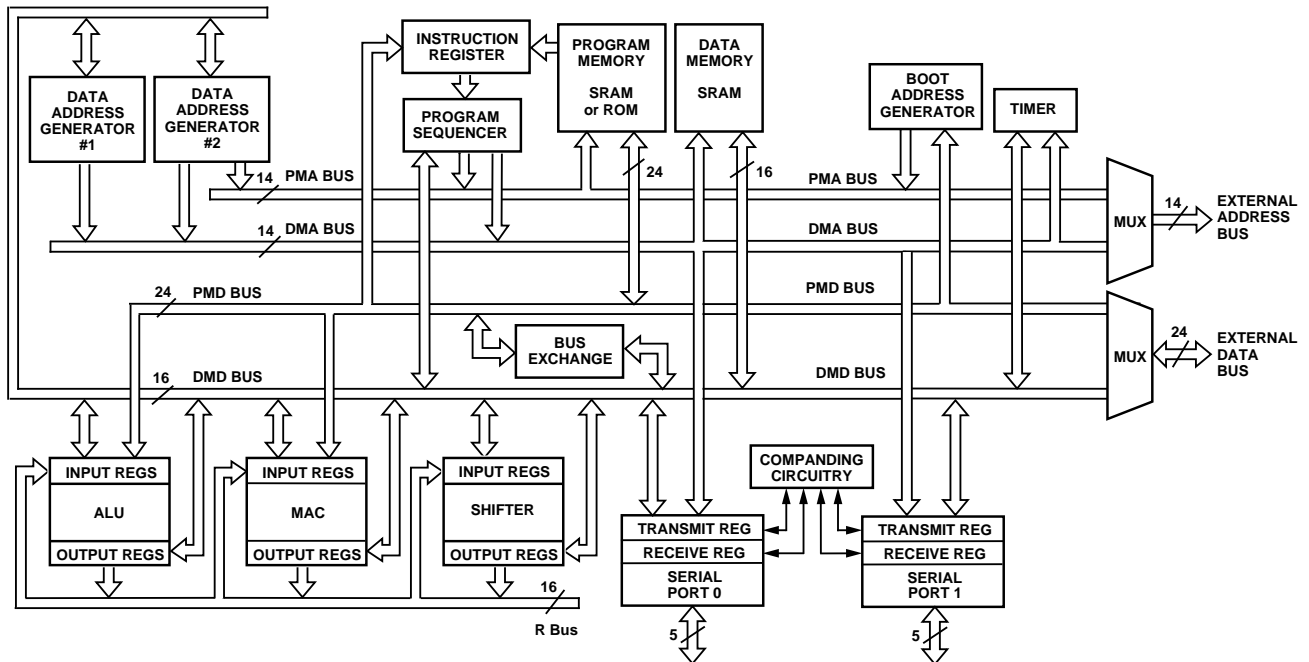 INSTRUCTION
REGISTER
PROGRAM
MEMORY
SRAM
or ROM
DATA
MEMORY
SRAM
DATA
ADDRESS
GENERATOR
#1
DATA
ADDRESS
GENERATOR
#2
PROGRAM
SEQUENCER
BOOT
ADDRESS
GENERATOR
TIMER
24
16
14
PMA BUS
PMA BUS
14
DMA BUS
DMA BUS
MUX
14
EXTERNAL
ADDRESS
BUS
24
PMD BUS
PMD BUS
BUS
EXCHANGE
MUX
24
EXTERNAL
DATA
BUS
16
DMD BUS
DMD BUS
INPUT REGS
ALU
OUTPUT REGS
INPUT REGS
MAC
OUTPUT REGS
INPUT REGS
SHIFTER
OUTPUT REGS
16
R Bus
COMPANDING
CIRCUITRY
TRANSMIT REG
RECEIVE REG
SERIAL
PORT 0
5
TRANSMIT REG
RECEIVE REG
SERIAL
PORT 1
5